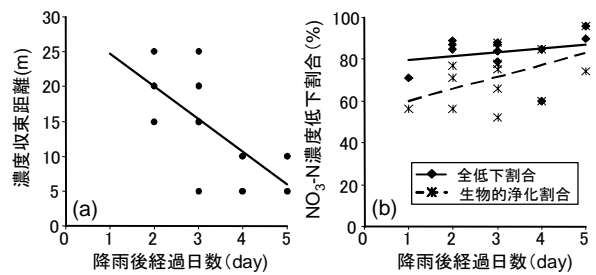 濃度収束距離(m)
30
25
20
15
10
5
0
0 1 2 3 4 5
(a)
降雨後経過日数(day)
NO3-N濃度低下割合(%)
100
80
60
40
20
0
0 1 2 3 4 5
全低下割合
生物的浄化割合
(b)
降雨後経過日数(day)